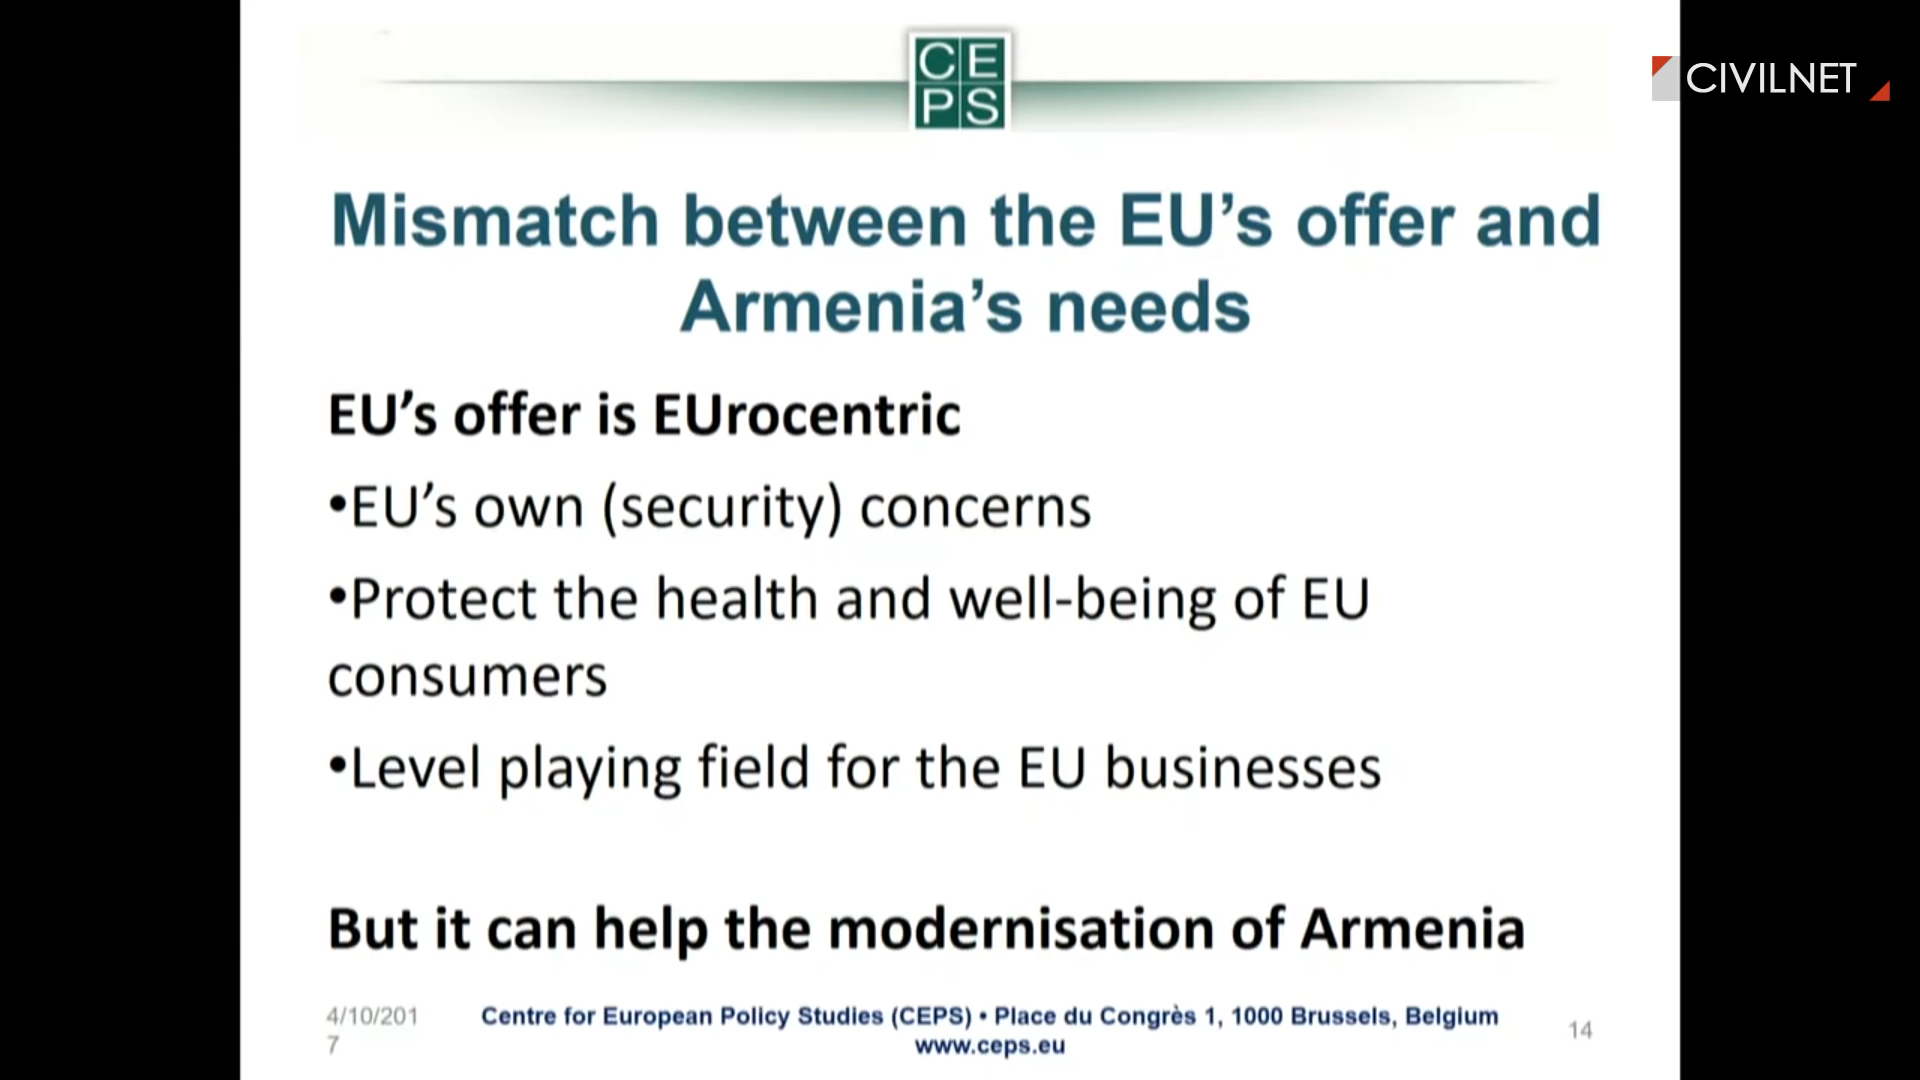 CE
PS
CIVILNET
Mismatch between the EU’s offer and
Armenia’s needs
EU’s offer is EUrocentric
•EU’s own (security) concerns
•Protect the health and well-being of EU
consumers
•Level playing field for the EU businesses
But it can help the modernisation of Armenia
4/10/201
7
Centre for European Policy Studies (CEPS) • Place du Congrès 1, 1000 Brussels, Belgium
www.ceps.eu
14